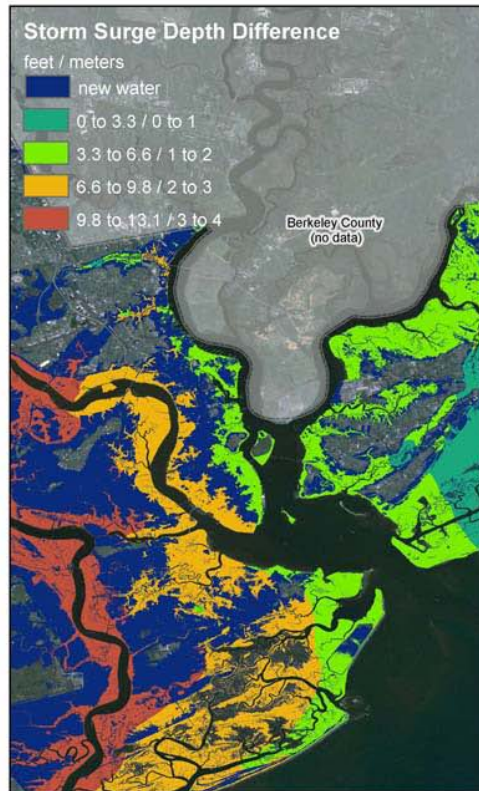 Storm Surge Depth Difference
feet / meters
new water
0 to 3.3 / 0 to 1
3.3 to 6.6 / 1 to 2
6.6 to 9.8 / 2 to 3
9.8 to 13.1 / 3 to 4
Berkeley County
(no data)